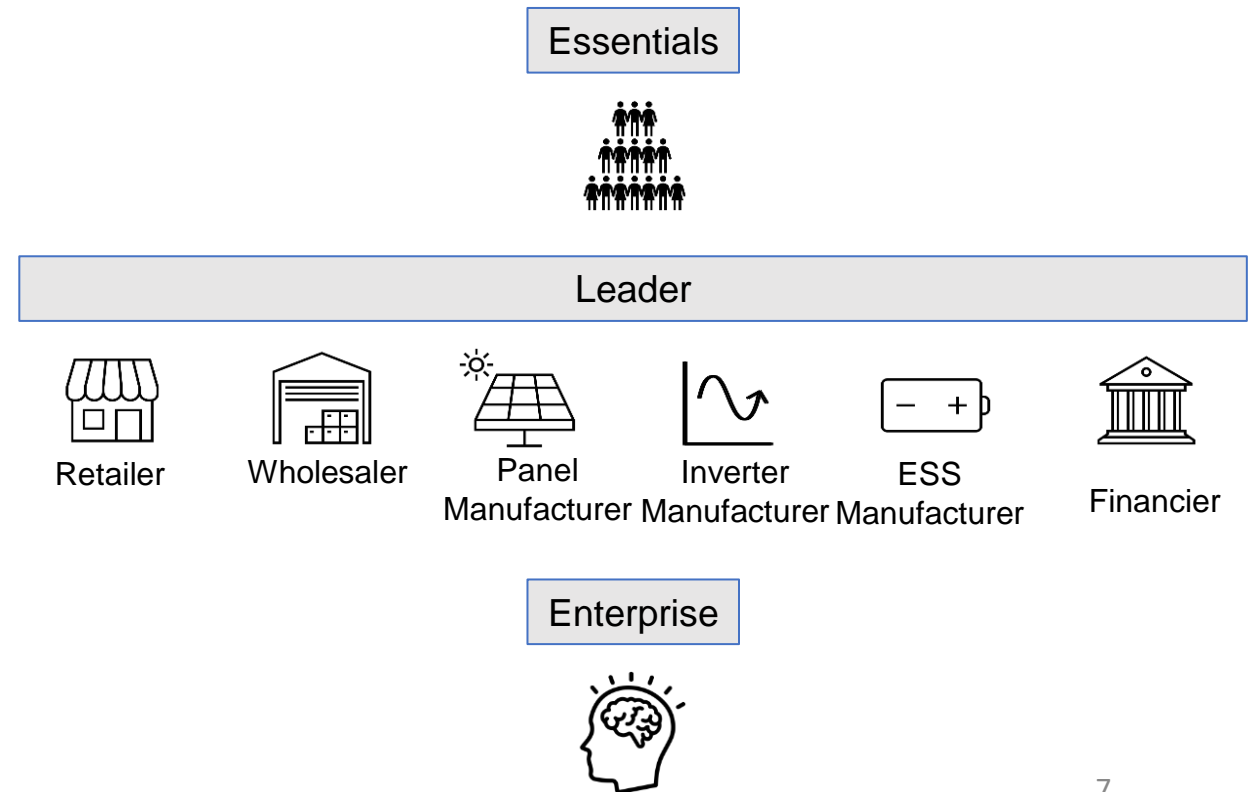 Essentials
Leader
Retailer
Wholesaler
Panel
Manufacturer
Inverter
Manufacturer
ESS
Manufacturer
Financier
Enterprise
7